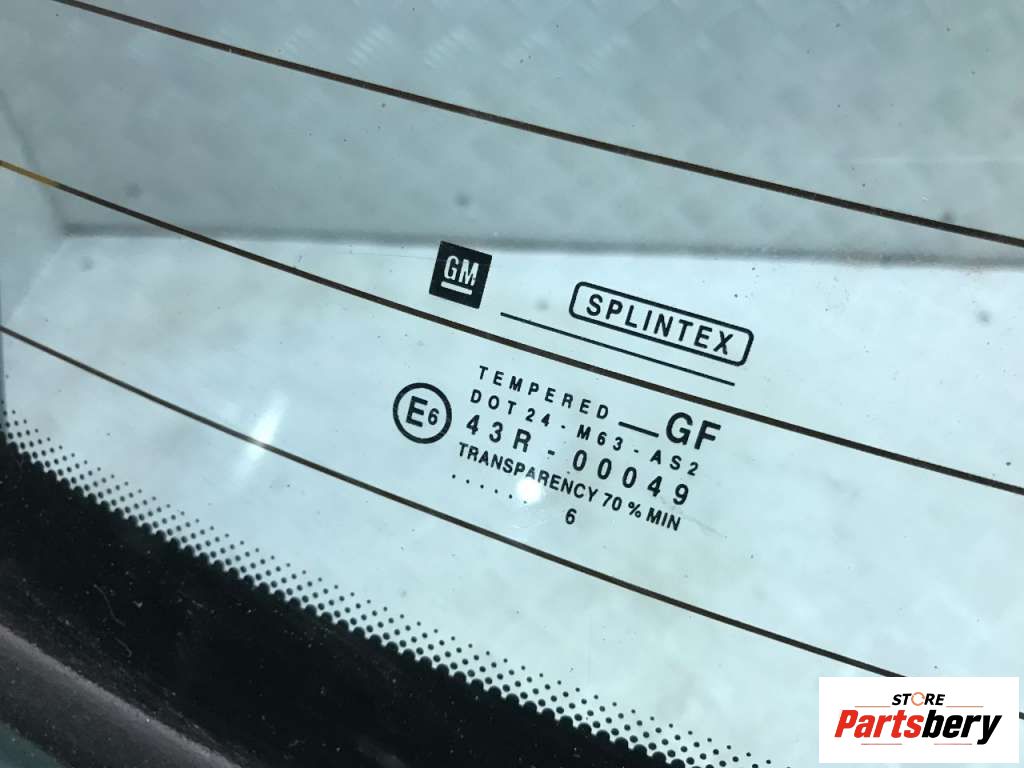 GM
SPLINTEX
TEMPERED — GF
DOT 24 - M63 - AS2
E6
43R - 00049
TRANSPARENCY 70 % MIN
. . . . . .
6
STORE
Partsbery